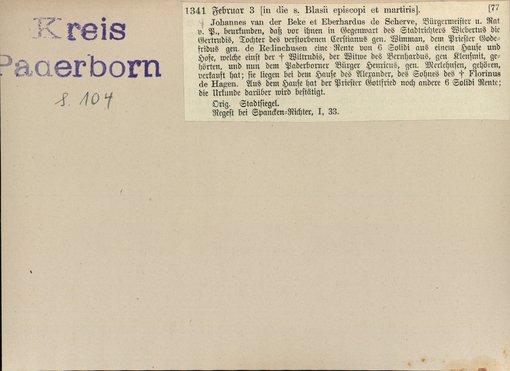 Kreis
Paderborn
S. 104
1341 Februar 3 [in die s. Blasii episcopi et martiris]. [77
Johannes van der Beke et Eberhardus de Scherve, Bürgermeister u. Rat
v. P., beurkunden, daß vor ihnen in Gegenwart des Stadtrichters Wicbertus die
Gertrudis, Tochter des verstorbenen Cerstianus gen. Winman, dem Priester Gode-
fridus gen. de Redinchusen eine Rente von 6 Solidi aus einem Hause und
Hofe, welche einst der † Wiltrudis, der Witwe des Bernhardus, gen. Klensmit, ge-
hörten, und nun dem Paderborner Bürger Henricus, gen. Merlehusen, gehören,
verkauft hat; sie liegen bei dem Hause des Alexander, des Sohnes des † Florinus
de Hagen. Aus dem Hause hat der Priester Gottfried noch andere 6 Solidi Rente;
die Urkunde darüber wird bestätigt.
Orig. Stadtsiegel.
Regest bei Spancken-Richter, I, 33.